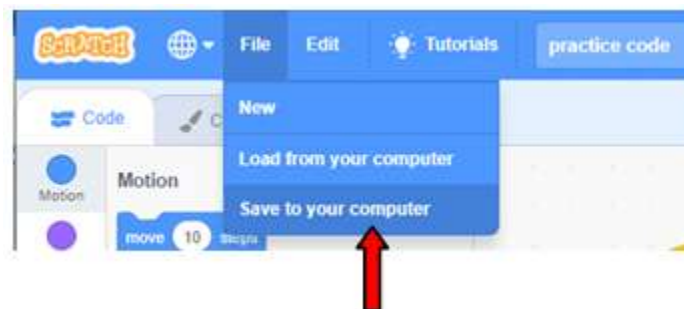 SCRATCH File Edit Tutorials practice code
Code
New
Load from your computer
Save to your computer
Motion Motion
move 10 steps